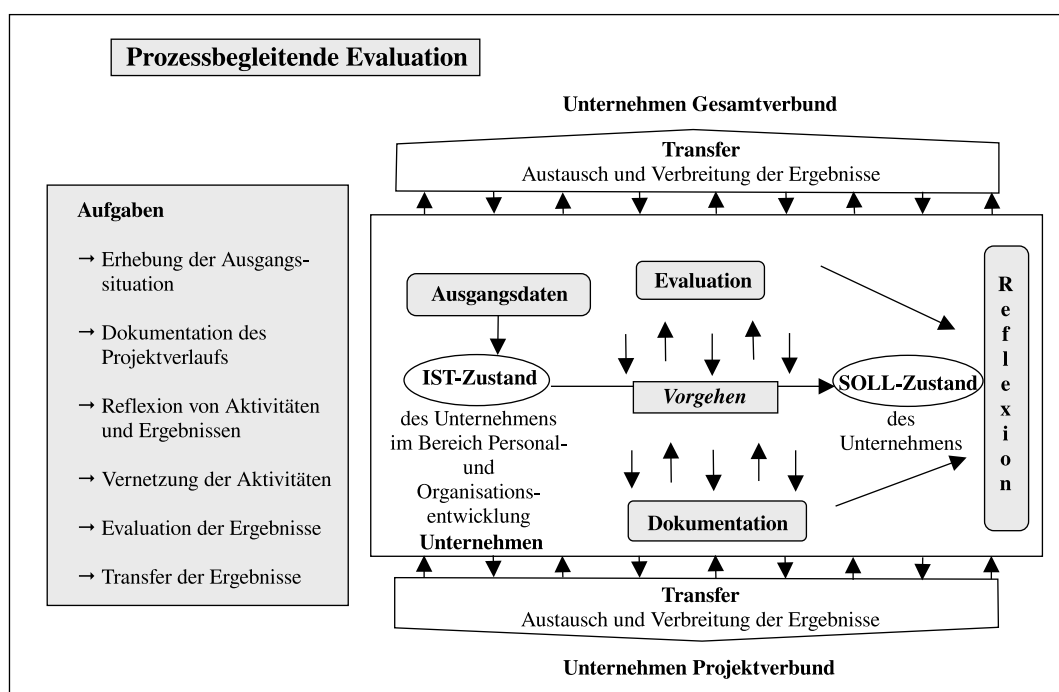 Prozessbegleitende Evaluation
Unternehmen Gesamtverbund
Transfer
Austausch und Verbreitung der Ergebnisse
Aufgaben
→ Erhebung der Ausgangs-
situation
→ Dokumentation des
Projektverlaufs
→ Reflexion von Aktivitäten
und Ergebnissen
→ Vernetzung der Aktivitäten
→ Evaluation der Ergebnisse
→ Transfer der Ergebnisse
Ausgangsdaten
IST-Zustand
des Unternehmens
im Bereich Personal-
und
Organisations-
entwicklung
Unternehmen
Evaluation
Vorgehen
Dokumentation
SOLL-Zustand
des
Unternehmens
Reflexion
Transfer
Austausch und Verbreitung der Ergebnisse
Unternehmen Projektverbund